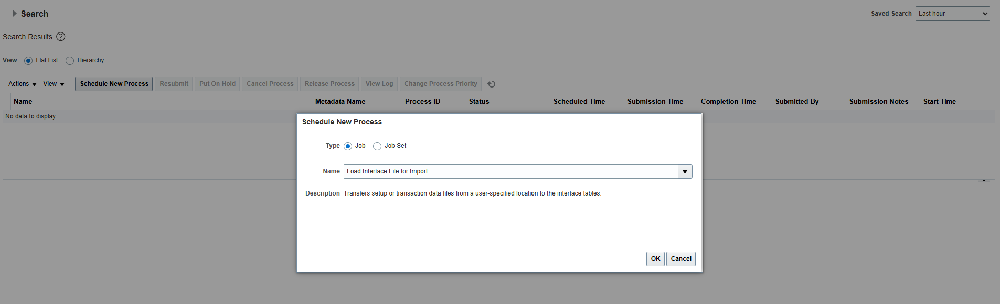 Search
Saved Search Last hour
Search Results ?
View Flat List Hierarchy
Actions View Schedule New Process Resubmit Put On Hold Cancel Process Release Process View Log Change Process Priority
Name Metadata Name Process ID Status Scheduled Time Submission Time Completion Time Submitted By Submission Notes Start Time
No data to display.
Schedule New Process
Type Job Job Set
Name Load Interface File for Import
Description Transfers setup or transaction data files from a user-specified location to the interface tables.
OK Cancel